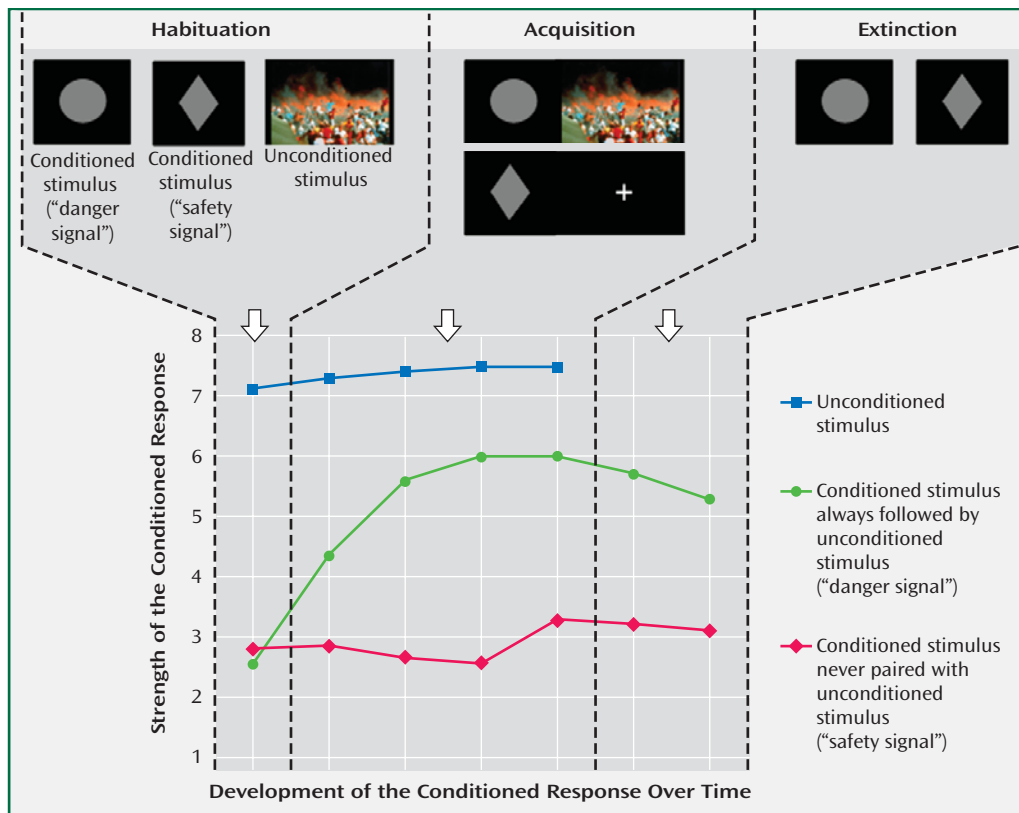 Habituation
Acquisition
Extinction
Conditioned
stimulus
(“danger
signal”)
Conditioned
stimulus
(“safety
signal”)
Unconditioned
stimulus
Strength of the Conditioned Response
8
7
6
5
4
3
2
1
Development of the Conditioned Response Over Time
Unconditioned
stimulus
Conditioned stimulus
always followed by
unconditioned
stimulus
(“danger signal”)
Conditioned stimulus
never paired with
unconditioned
stimulus
(“safety signal”)